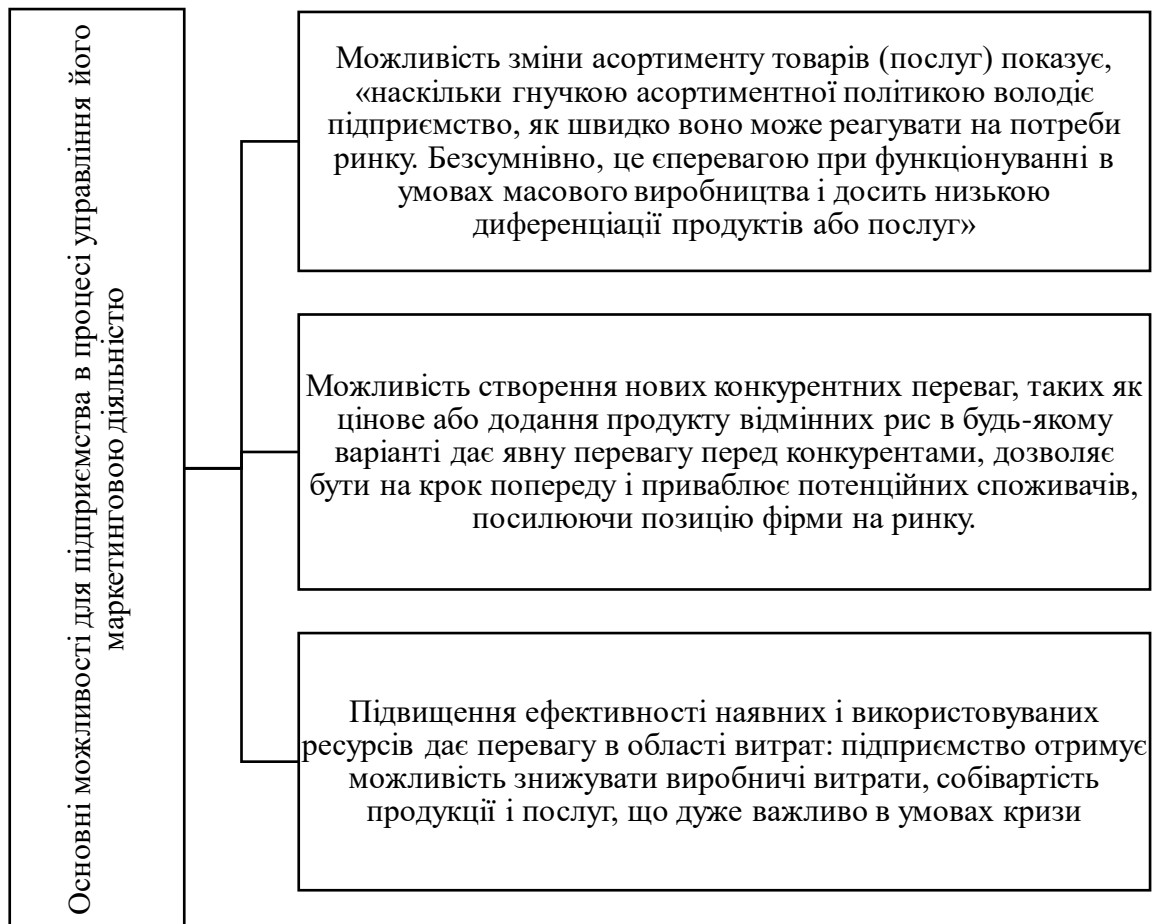 Основні можливості для підприємства в процесі управління його
маркетинговою діяльністю
Можливість зміни асортименту товарів (послуг) показує,
«наскільки гнучкою асортиментної політикою володіє
підприємство, як швидко воно може реагувати на потреби
ринку. Безсумнівно, це єперевагою при функціонуванні в
умовах масового виробництва і досить низькою
диференціації продуктів або послуг»
Можливість створення нових конкурентних переваг, таких як
цінове або додання продукту відмінних рис в будь-якому
варіанті дає явну перевагу перед конкурентами, дозволяє
бути на крок попереду і приваблює потенційних споживачів,
посилюючи позицію фірми на ринку.
Підвищення ефективності наявних і використовуваних
ресурсів дає перевагу в області витрат: підприємство отримує
можливість знижувати виробничі витрати, собівартість
продукції і послуг, що дуже важливо в умовах кризи